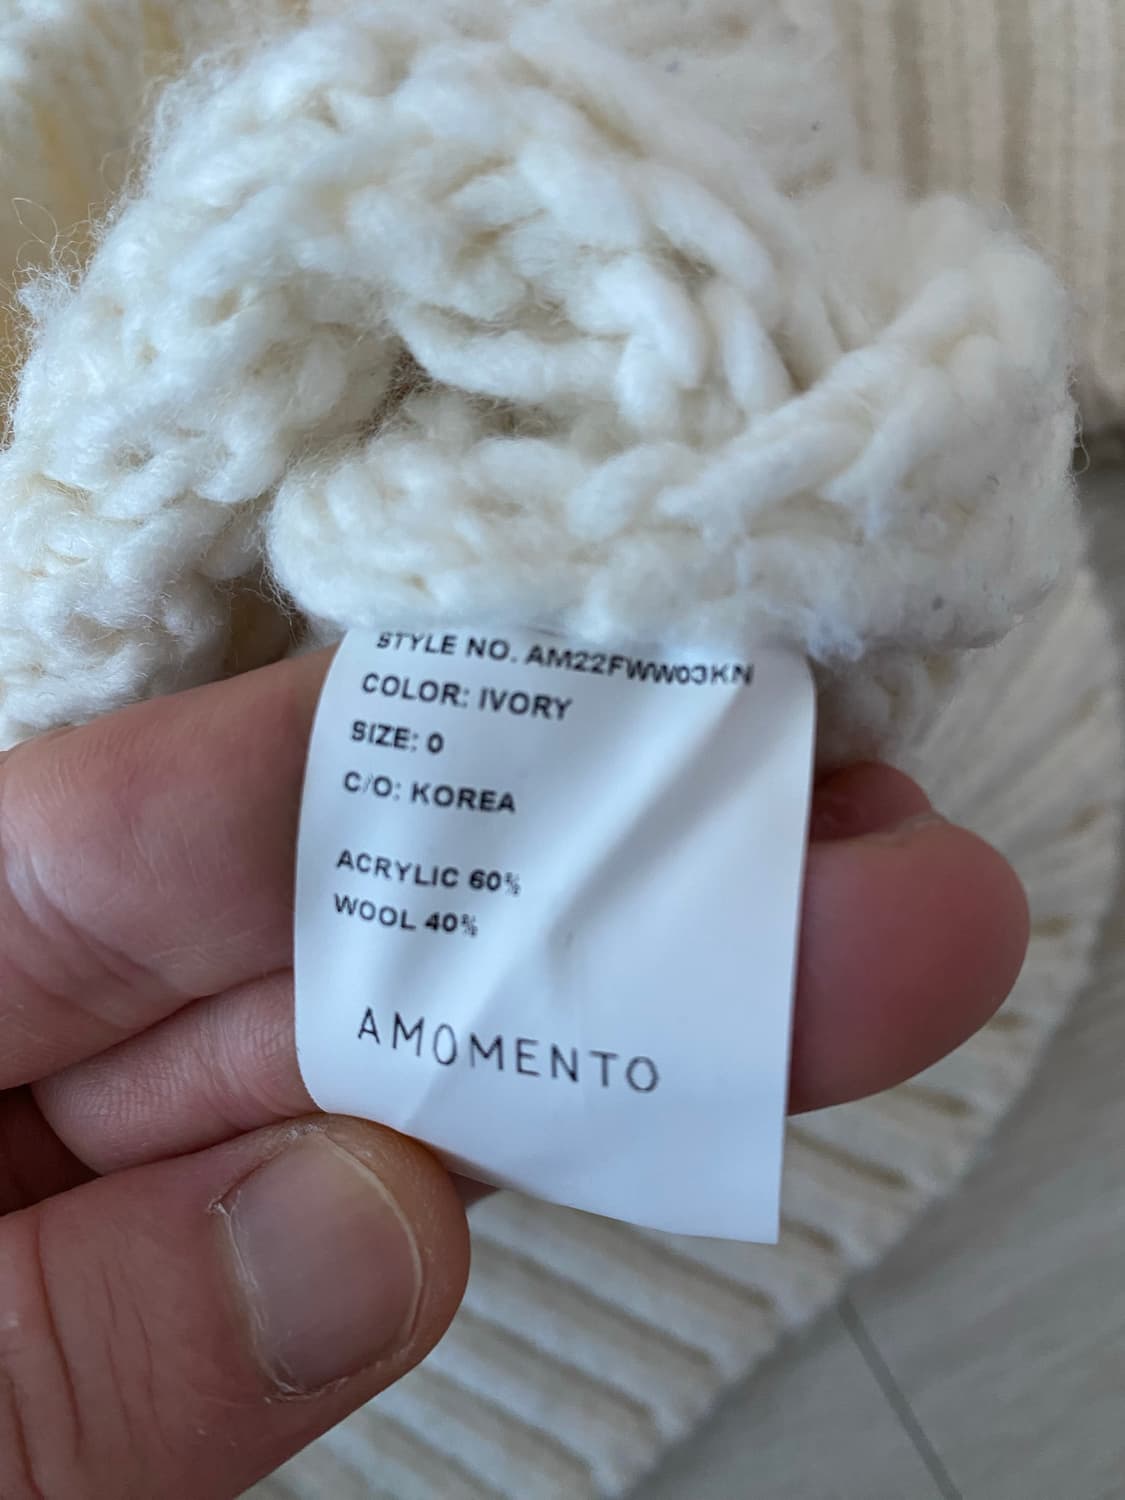 STYLE NO. AM22FWW03KN
COLOR: IVORY
SIZE: 0
C/O: KOREA
ACRYLIC 60%
WOOL 40%
AMOMENTO